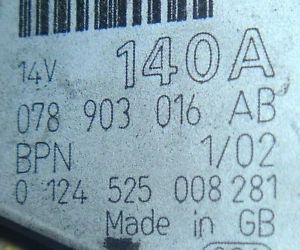 14V 140A
078 903 016 AB
BPN 1/02
0 124 525 008 281
Made in GB